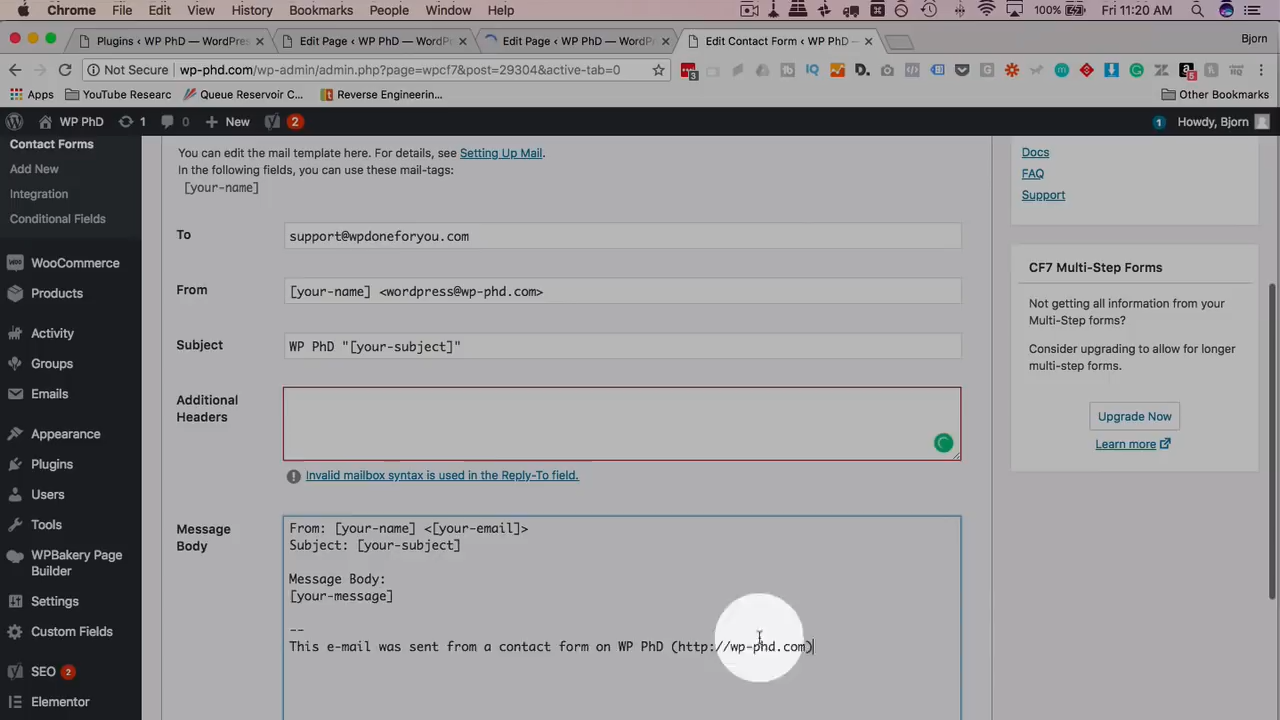 Chrome File Edit View History Bookmarks People Window Help 100% Fri 11:20 AM
Plugins ‹ WP PhD — WordPres Edit Page ‹ WP PhD — WordPr Edit Page ‹ WP PhD — WordPr Edit Contact Form ‹ WP PhD — Bjorn
Not Secure wp-phd.com/wp-admin/admin.php?page=wpcf7&post=29304&active-tab=0
Apps YouTube Researc Queue Reservoir C... Reverse Engineerin... Other Bookmarks
WP PhD 1 0 New 2 1 Howdy, Bjorn
Contact Forms
Add New
Integration
Conditional Fields
WooCommerce
Products
Activity
Groups
Emails
Appearance
Plugins
Users
Tools
WPBakery Page
Builder
Settings
Custom Fields
SEO 2
Elementor
You can edit the mail template here. For details, see Setting Up Mail.
In the following fields, you can use these mail-tags:
[your-name]
To support@wpdoneforyou.com
From [your-name] <wordpress@wp-phd.com>
Subject WP PhD "[your-subject]"
Additional
Headers
Invalid mailbox syntax is used in the Reply-To field.
Message
Body
From: [your-name] <[your-email]>
Subject: [your-subject]
Message Body:
[your-message]
--
This e-mail was sent from a contact form on WP PhD (http://wp-phd.com)
Docs
FAQ
Support
CF7 Multi-Step Forms
Not getting all information from your
Multi-Step forms?
Consider upgrading to allow for longer
multi-step forms.
Upgrade Now
Learn more